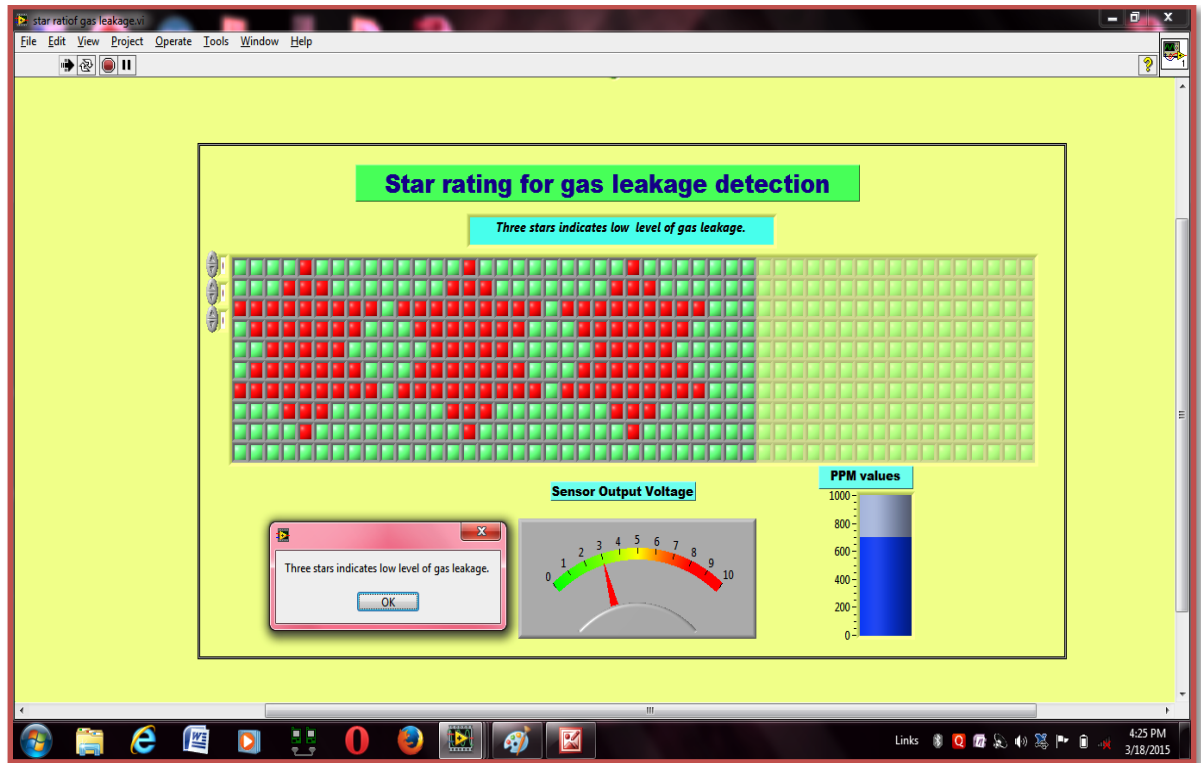 star ratiof gas leakage.vi
File Edit View Project Operate Tools Window Help
1
Star rating for gas leakage detection
Three stars indicates low level of gas leakage.
Sensor Output Voltage
PPM values
1000
800
600
400
200
0
Three stars indicates low level of gas leakage.
OK
0 1 2 3 4 5 6 7 8 9 10
Links
4:25 PM
3/18/2015